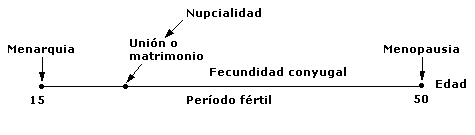 Nupcialidad
Unión o
matrimonio
Menarquia
Menopausia
Fecundidad conyugal
Edad
15
Período fértil
50